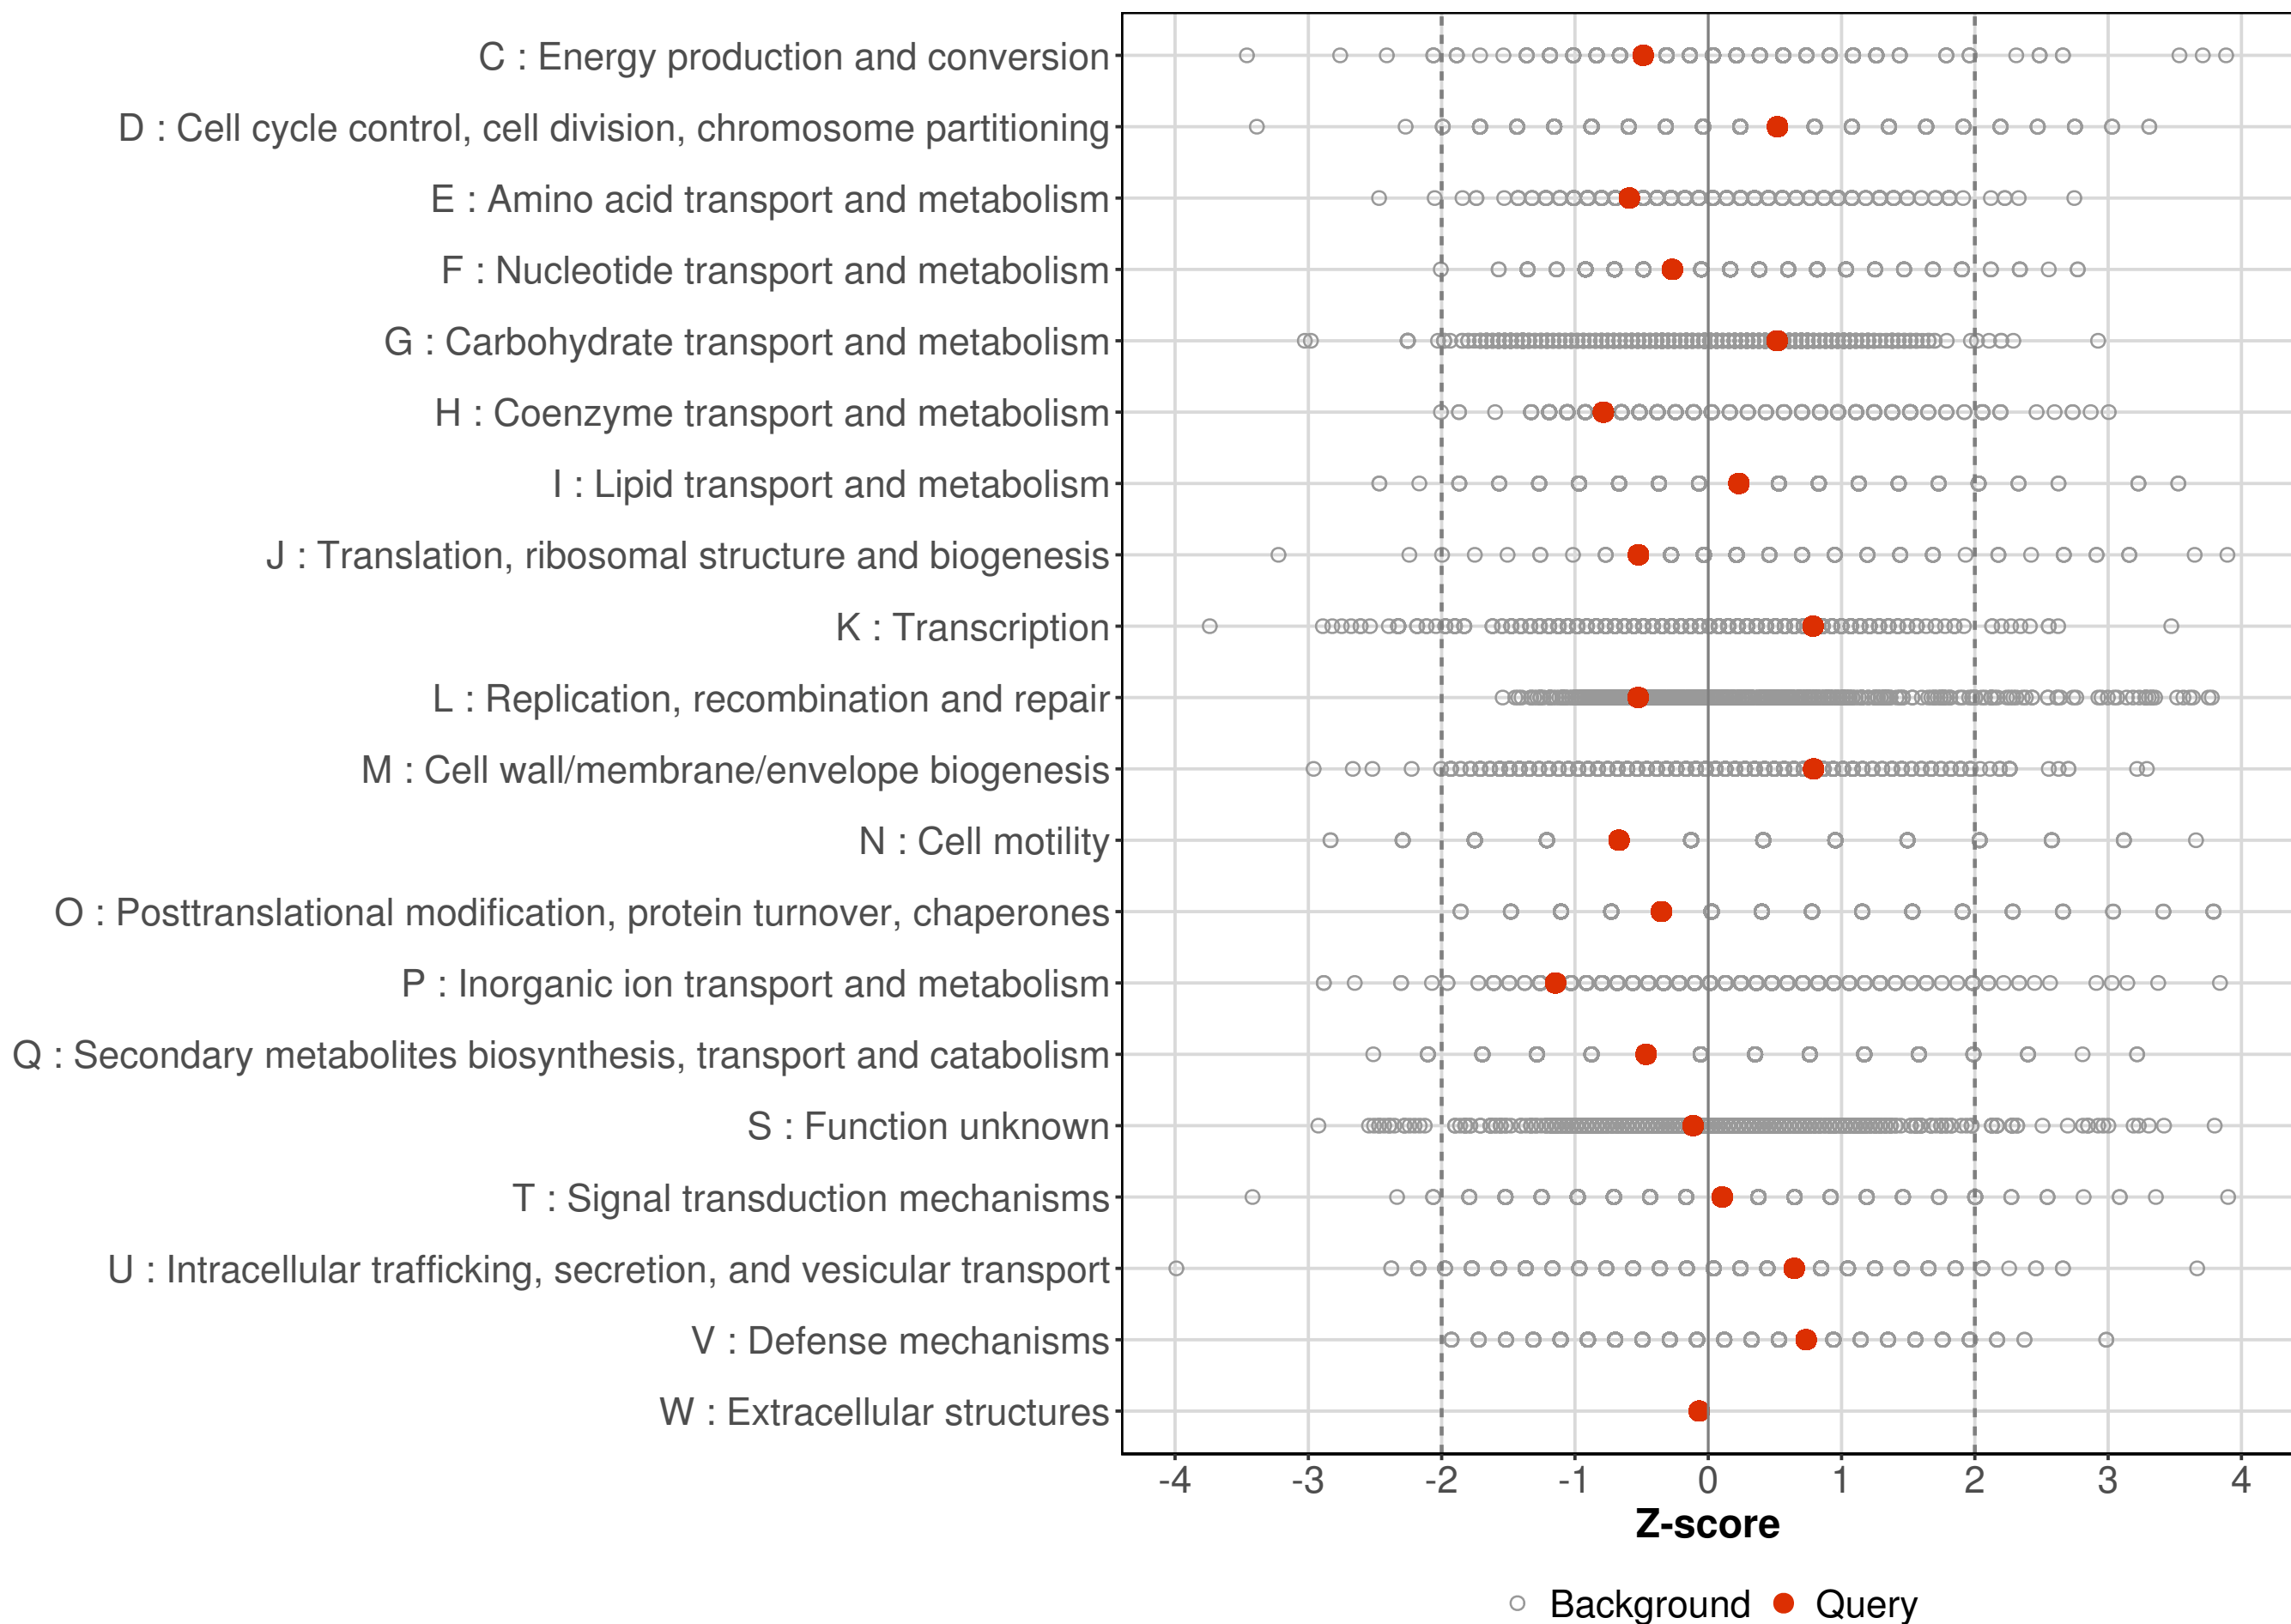 C : Energy production and conversion
D : Cell cycle control, cell division, chromosome partitioning
E : Amino acid transport and metabolism
F : Nucleotide transport and metabolism
G : Carbohydrate transport and metabolism
H : Coenzyme transport and metabolism
I : Lipid transport and metabolism
J : Translation, ribosomal structure and biogenesis
K : Transcription
L : Replication, recombination and repair
M : Cell wall/membrane/envelope biogenesis
N : Cell motility
O : Posttranslational modification, protein turnover, chaperones
P : Inorganic ion transport and metabolism
Q : Secondary metabolites biosynthesis, transport and catabolism
S : Function unknown
T : Signal transduction mechanisms
U : Intracellular trafficking, secretion, and vesicular transport
V : Defense mechanisms
W : Extracellular structures
-4 -3 -2 -1 0 1 2 3 4
Z-score
Background Query